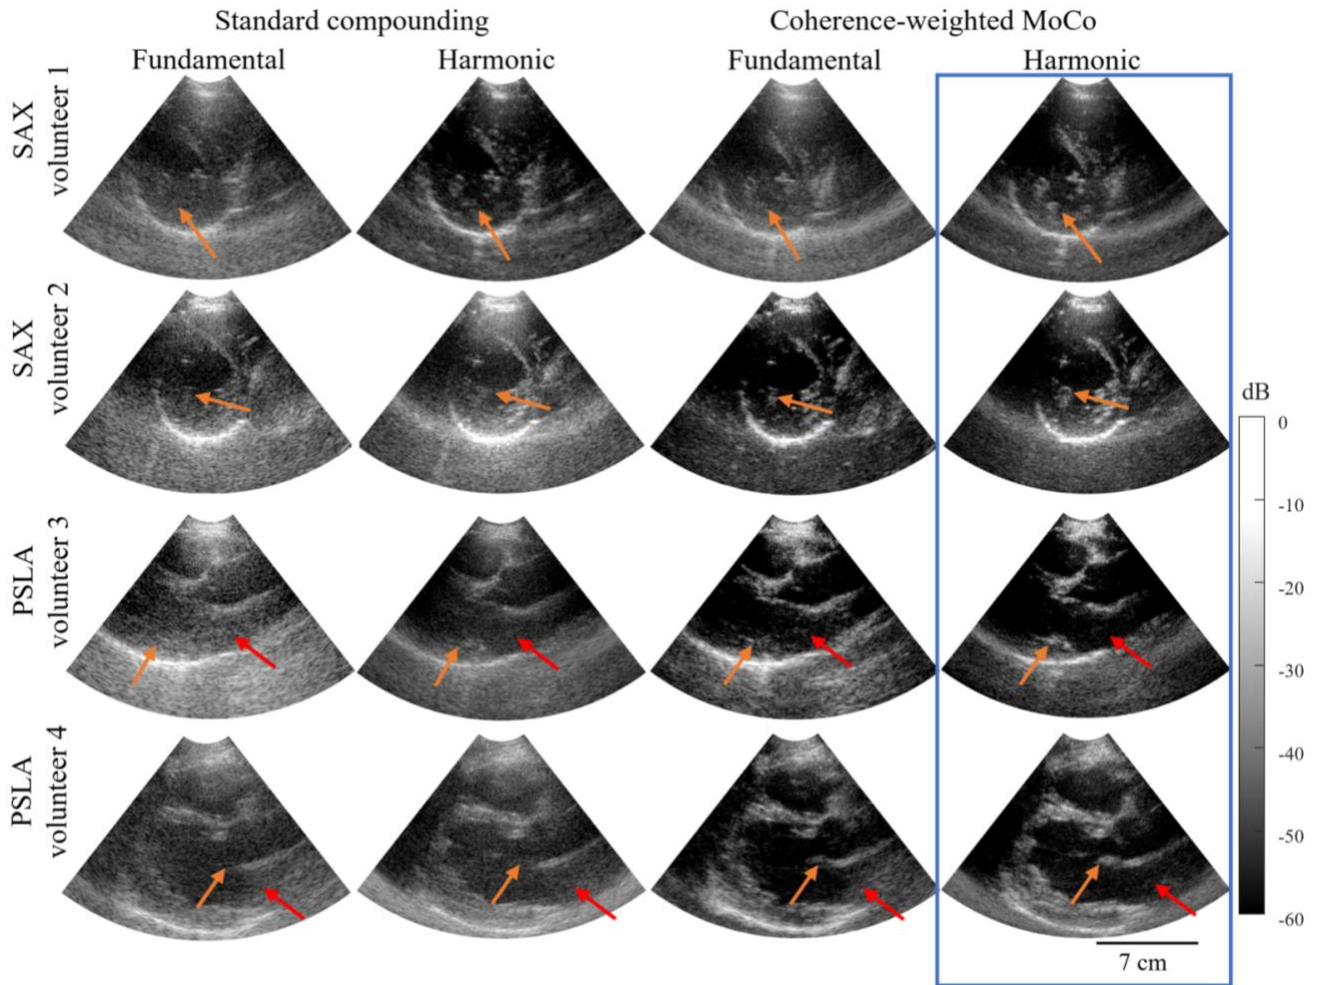 Standard compounding
Coherence-weighted MoCo
Fundamental
Harmonic
Fundamental
Harmonic
SAX
volunteer 1
SAX
volunteer 2
PSLA
volunteer 3
PSLA
volunteer 4
dB
0
-10
-20
-30
-40
-50
-60
7 cm